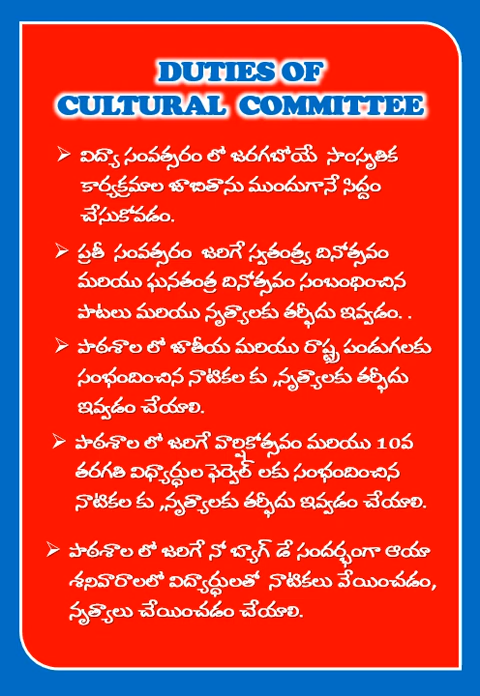 DUTIES OF
CULTURAL COMMITTEE
➢ విద్యా సంవత్సరం లో జరగబోయే సాంసృతిక
కార్యక్రమాల జాబితాను ముందుగానే సిద్దం
చేసుకోవడం.
➢ ప్రతీ సంవత్సరం జరిగే స్వతంత్ర్య దినోత్సవం
మరియు ఘనతంత్ర దినోత్సవం సంబంధించిన
పాటలు మరియు నృత్యాలకు తర్ఫీదు ఇవ్వడం. .
➢ పాఠశాల లో జాతీయ మరియు రాష్ట్ర పండుగలకు
సంభందించిన నాటికల కు ,నృత్యాలకు తర్ఫీదు
ఇవ్వడం చేయాలి.
➢ పాఠశాల లో జరిగే వార్షికోత్సవం మరియు 10వ
తరగతి విధ్యార్థుల ఫెర్వెల్ లకు సంభందించిన
నాటికల కు ,నృత్యాలకు తర్ఫీదు ఇవ్వడం చేయాలి.
➢ పాఠశాల లో జరిగే నో బ్యాగ్ డే సందర్భంగా ఆయా
శనివారాలలో విద్యార్థులతో నాటికలు వేయించడం,
నృత్యాలు చేయించడం చేయాలి.